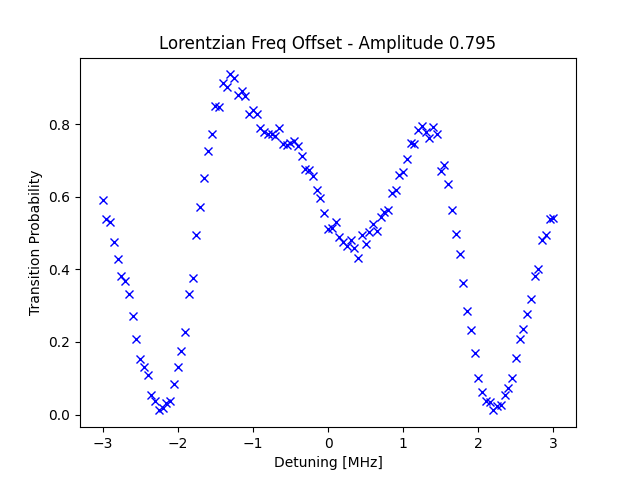 Lorentzian Freq Offset - Amplitude 0.795
Transition Probability
0.8
0.6
0.4
0.2
0.0
−3 −2 −1 0 1 2 3
Detuning [MHz]